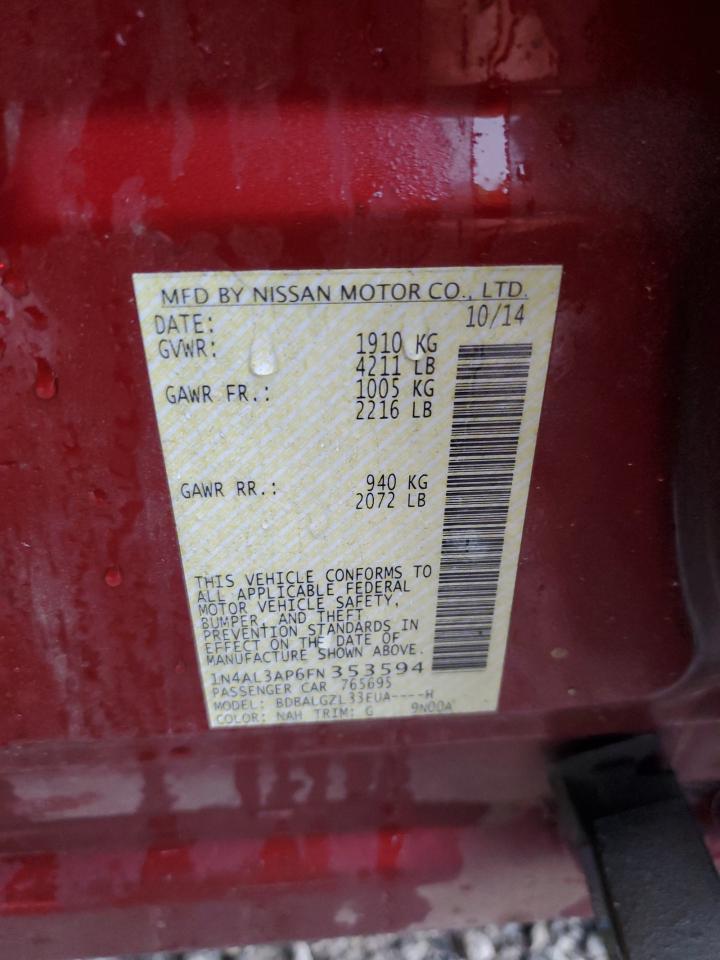 MFD BY NISSAN MOTOR CO., LTD.
DATE: 10/14
GVWR: 1910 KG
4211 LB
GAWR FR.: 1005 KG
2216 LB
GAWR RR.: 940 KG
2072 LB
THIS VEHICLE CONFORMS TO
ALL APPLICABLE FEDERAL
MOTOR VEHICLE SAFETY,
BUMPER, AND THEFT
PREVENTION STANDARDS IN
EFFECT ON THE DATE OF
MANUFACTURE SHOWN ABOVE.
1N4AL3AP6FN353594
PASSENGER CAR 765695
MODEL: BDBALGZL33EUA----H
COLOR: NAH TRIM: G 9N00A